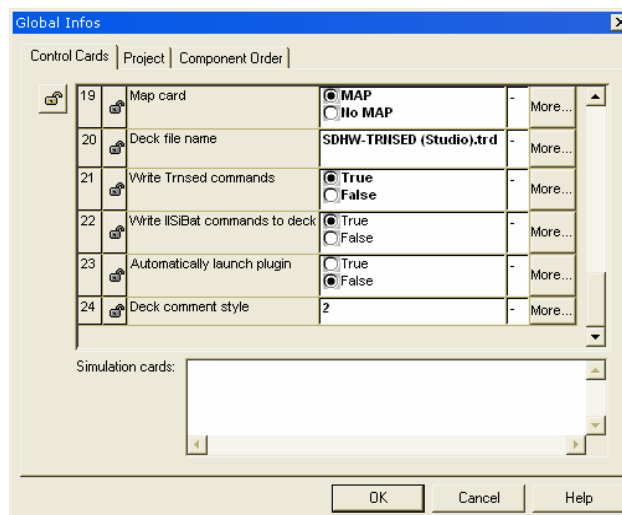 Global Infos
Control Cards Project Component Order
19 Map card MAP - More...
No MAP
20 Deck file name SDHW-TRNSED (Studio).trd - More...
21 Write Trnsed commands True - More...
False
22 Write IISiBat commands to deck True - More...
False
23 Automatically launch plugin True - More...
False
24 Deck comment style 2 - More...
Simulation cards:
OK Cancel Help